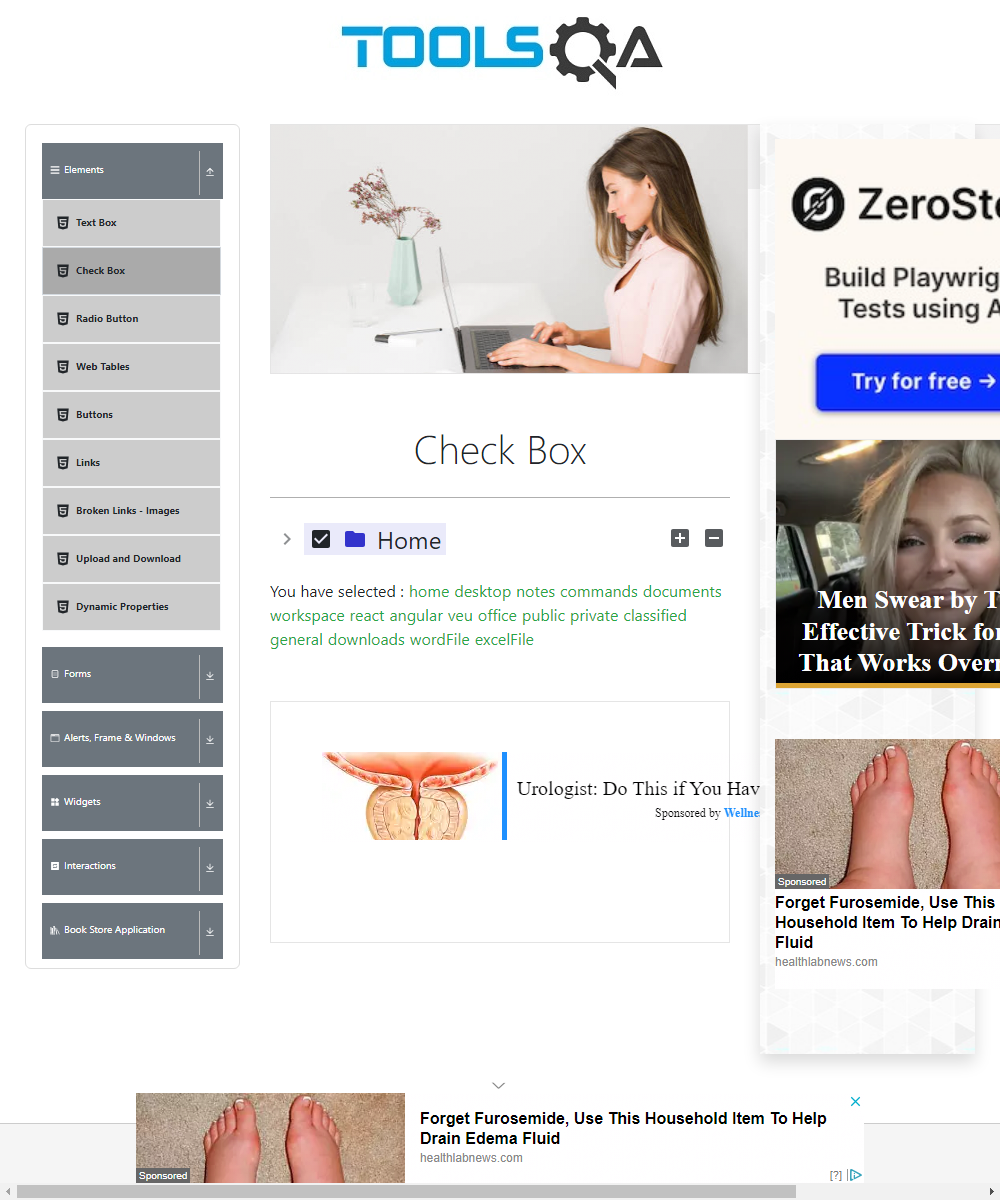 TOOLSQA
Elements
Text Box
Check Box
Radio Button
Web Tables
Buttons
Links
Broken Links - Images
Upload and Download
Dynamic Properties
Forms
Alerts, Frame & Windows
Widgets
Interactions
Book Store Application
Check Box
Home
You have selected : home desktop notes commands documents
workspace react angular veu office public private classified
general downloads wordFile excelFile
Urologist: Do This if You Hav
Sponsored by Wellne
ZeroSt
Build Playwrig
Tests using A
Try for free →
Men Swear by T
Effective Trick for
That Works Overn
Sponsored
Forget Furosemide, Use This
Household Item To Help Drain
Fluid
healthlabnews.com
Sponsored
Forget Furosemide, Use This Household Item To Help
Drain Edema Fluid
healthlabnews.com
[?]